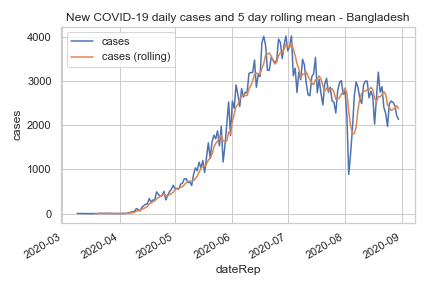 New COVID-19 daily cases and 5 day rolling mean - Bangladesh
cases
cases (rolling)
4000
3000
2000
1000
0
cases
2020-03
2020-04
2020-05
2020-06
2020-07
2020-08
2020-09
dateRep